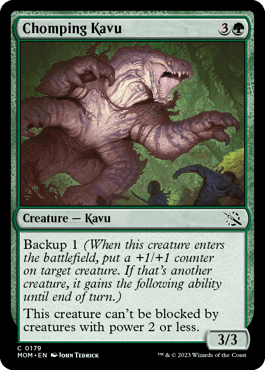 Chomping Kavu 3
Creature — Kavu
Backup 1 (When this creature enters
the battlefield, put a +1/+1 counter
on target creature. If that's another
creature, it gains the following ability
until end of turn.)
This creature can't be blocked by
creatures with power 2 or less.
3/3
C 0179
MOM • EN JOHN TEDRICK ™ & © 2023 Wizards of the Coast